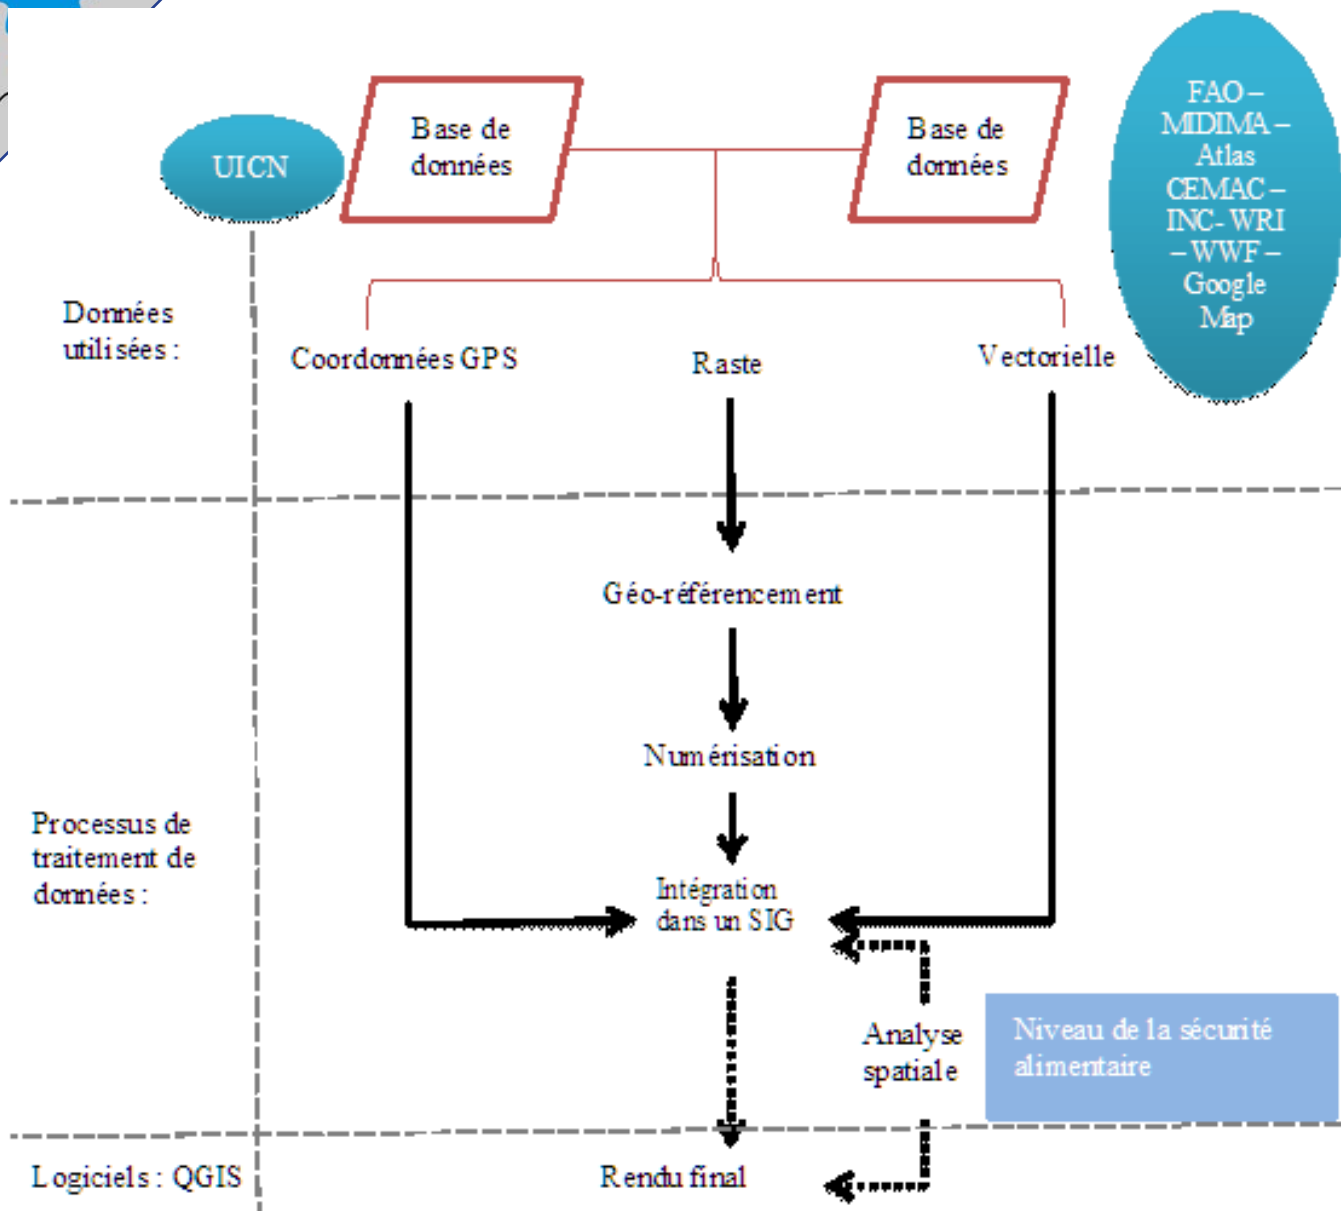 UICN
Base de
données
Base de
données
FAO –
MIDIMA –
Atlas
CEMAC –
INC- WRI
– WWF –
Google
Map
Données
utilisées :
Coordonnées GPS
Raste
Vectorielle
Géo-référencement
Numérisation
Processus de
traitement de
données :
Intégration
dans un SIG
Analyse
spatiale
Niveau de la sécurité
alimentaire
Logiciels : QGIS
Rendu final